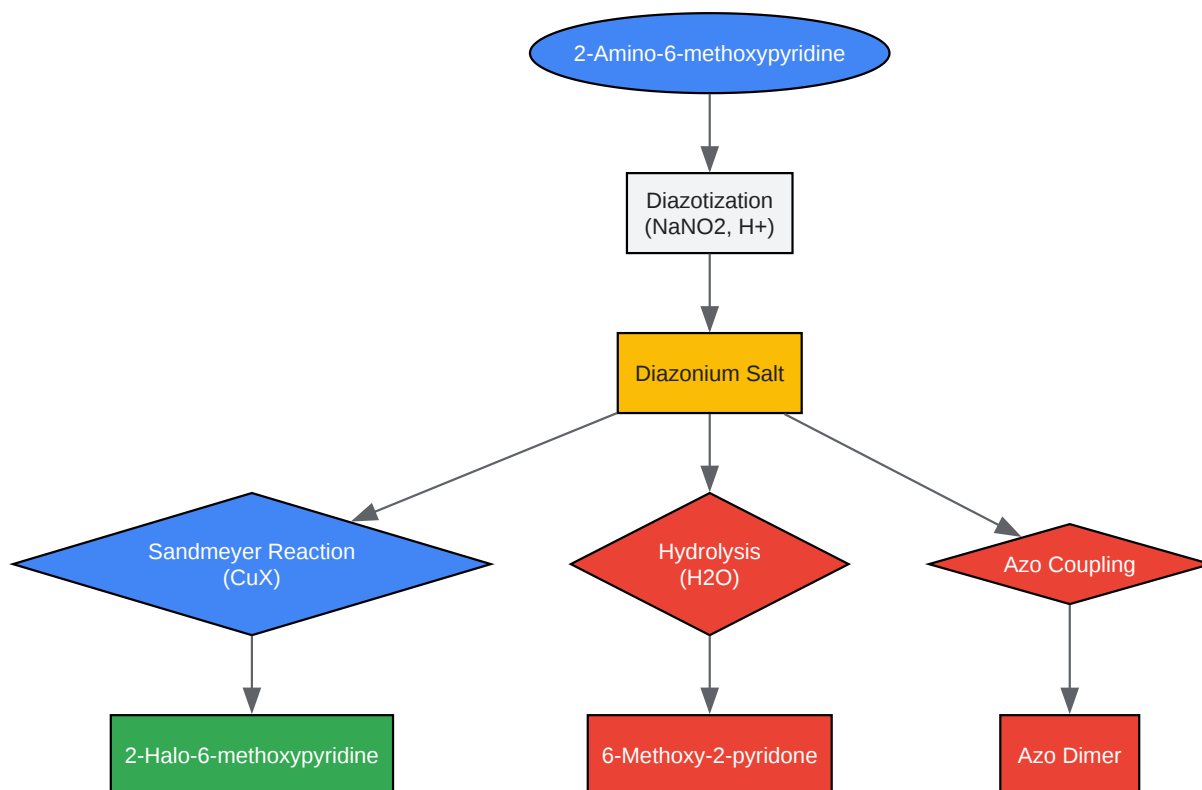 2-Amino-6-methoxypyridine
Diazotization
(NaNO2, H+)
Diazonium Salt
Sandmeyer Reaction
(CuX)
Hydrolysis
(H2O)
Azo Coupling
2-Halo-6-methoxypyridine
6-Methoxy-2-pyridone
Azo Dimer